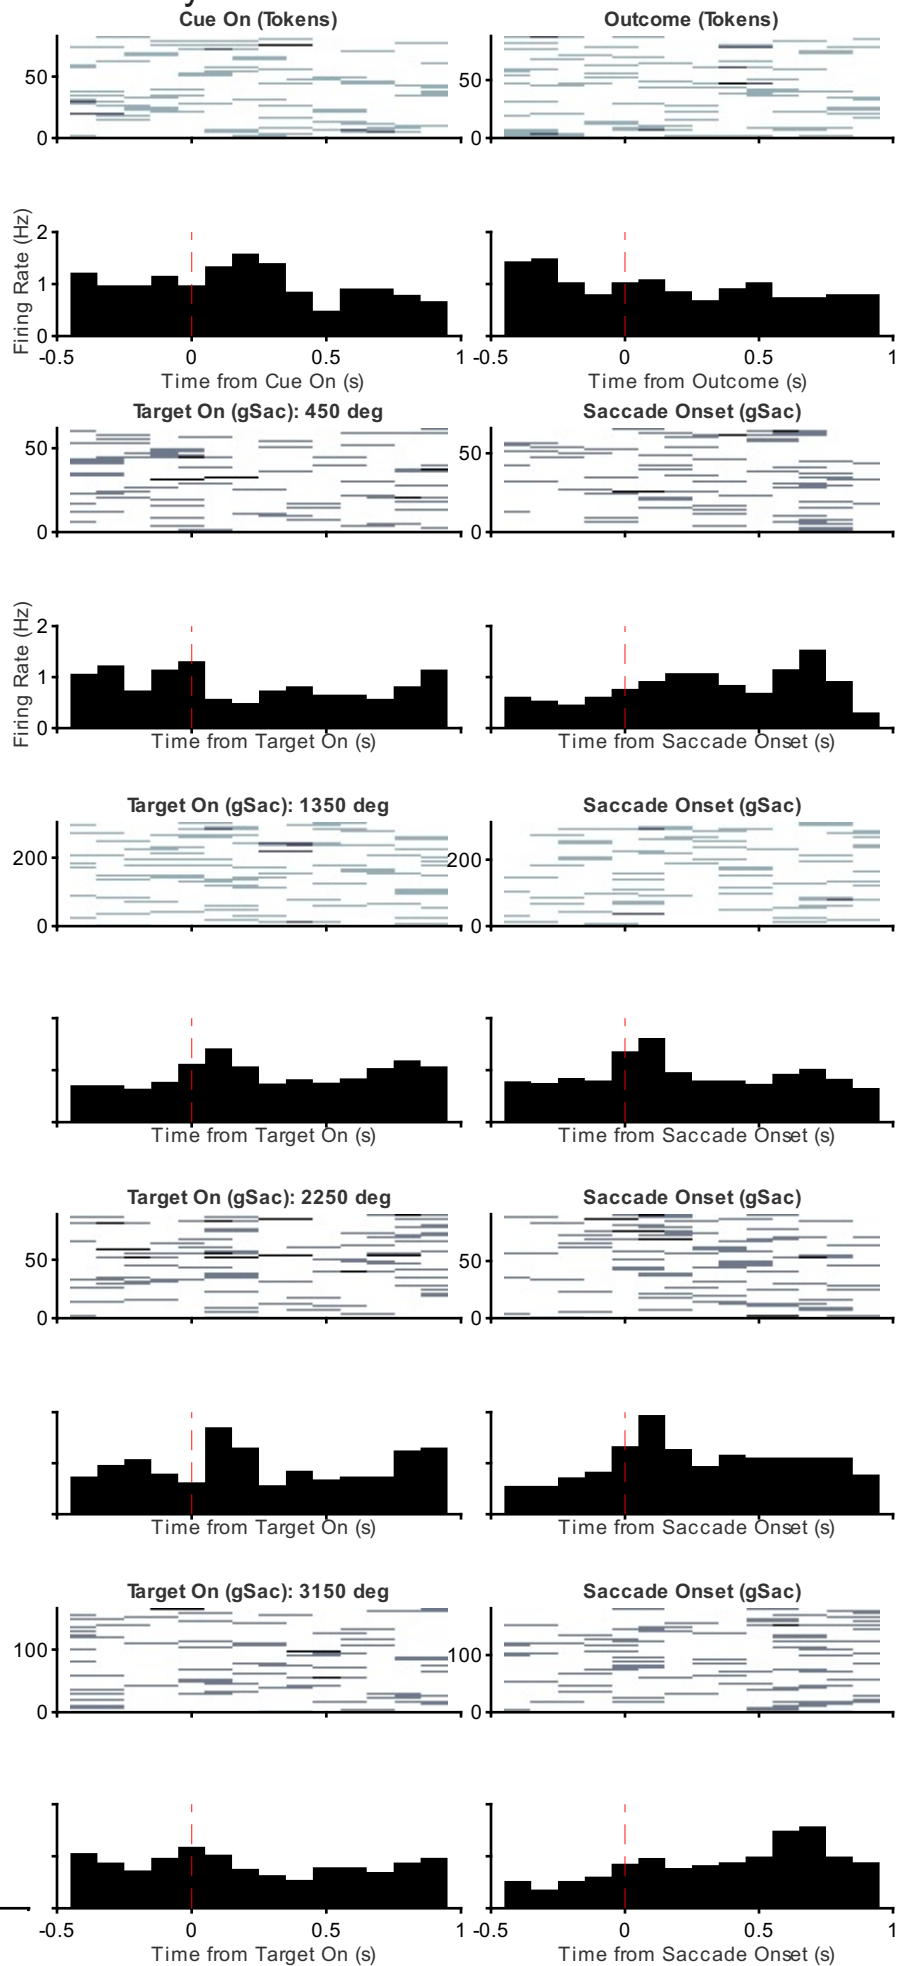 Cue On (Tokens)
Outcome (Tokens)
50
0
50
0
Firing Rate (Hz)
2
1
0
-0.5 0 0.5 1
Time from Cue On (s)
-0.5 0 0.5 1
Time from Outcome (s)
Target On (gSac): 450 deg
Saccade Onset (gSac)
50
0
50
0
Firing Rate (Hz)
2
1
0
Time from Target On (s)
Time from Saccade Onset (s)
Target On (gSac): 1350 deg
Saccade Onset (gSac)
200
0
200
0
Time from Target On (s)
Time from Saccade Onset (s)
Target On (gSac): 2250 deg
Saccade Onset (gSac)
50
0
50
0
Time from Target On (s)
Time from Saccade Onset (s)
Target On (gSac): 3150 deg
Saccade Onset (gSac)
100
0
100
0
-0.5 0 0.5 1
Time from Target On (s)
-0.5 0 0.5 1
Time from Saccade Onset (s)